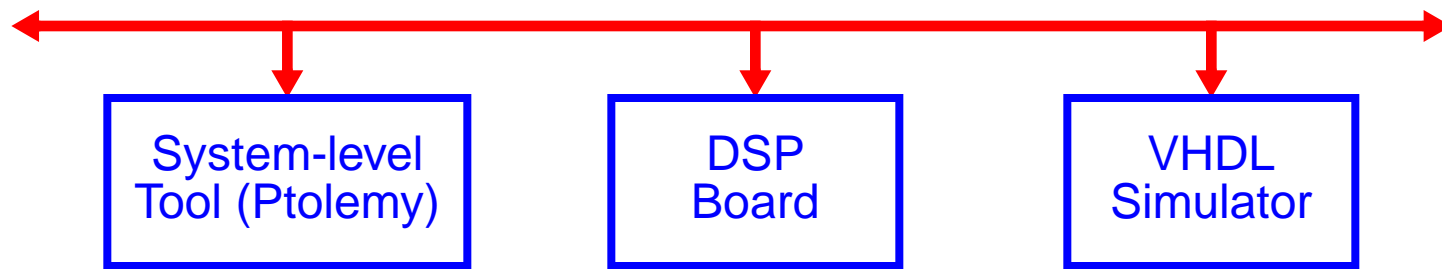 System-level
Tool (Ptolemy)
DSP
Board
VHDL
Simulator